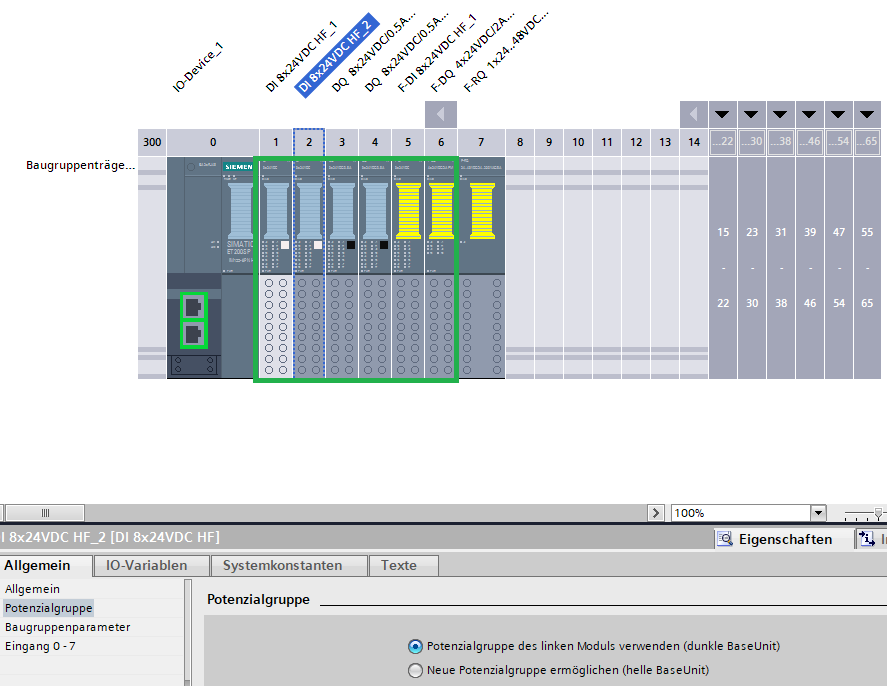 IO-Device_1
DI 8x24VDC HF_1
DI 8x24VDC HF_2
DQ 8x24VDC/0.5A...
DQ 8x24VDC/0.5A...
F-DI 8x24VDC HF_1
F-DQ 4x24VDC/2A...
F-RQ 1x24..48VDC...
300 0 1 2 3 4 5 6 7 8 9 10 11 12 13 14 ...22 ...30 ...38 ...46 ...54 ...65
Baugruppenträge...
SIEMEN
SIMATIC
ET 200SP
15 23 31 39 47 55
- - - - - -
22 30 38 46 54 65
100%
I 8x24VDC HF_2 [DI 8x24VDC HF]
Eigenschaften
Allgemein IO-Variablen Systemkonstanten Texte
Allgemein
Potenzialgruppe
Baugruppenparameter
Eingang 0 - 7
Potenzialgruppe
Potenzialgruppe des linken Moduls verwenden (dunkle BaseUnit)
Neue Potenzialgruppe ermöglichen (helle BaseUnit)